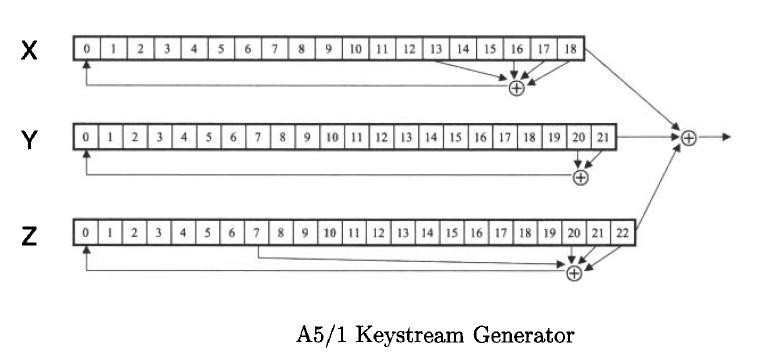 X 0 1 2 3 4 5 6 7 8 9 10 11 12 13 14 15 16 17 18
Y 0 1 2 3 4 5 6 7 8 9 10 11 12 13 14 15 16 17 18 19 20 21
Z 0 1 2 3 4 5 6 7 8 9 10 11 12 13 14 15 16 17 18 19 20 21 22
A5/1 Keystream Generator